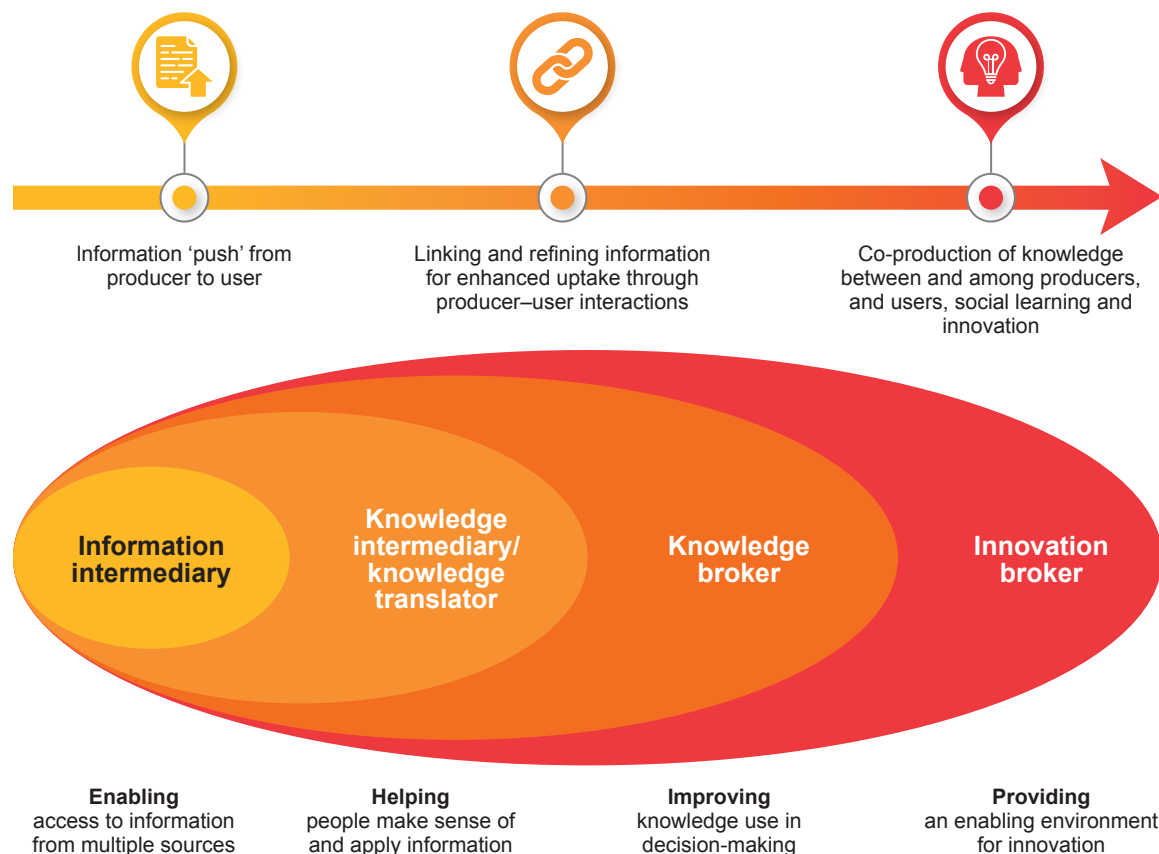 Information ‘push’ from
producer to user
Linking and refining information
for enhanced uptake through
producer–user interactions
Co-production of knowledge
between and among producers,
and users, social learning and
innovation
Information
intermediary
Knowledge
intermediary/
knowledge
translator
Knowledge
broker
Innovation
broker
Enabling
access to information
from multiple sources
Helping
people make sense of
and apply information
Improving
knowledge use in
decision-making
Providing
an enabling environment
for innovation